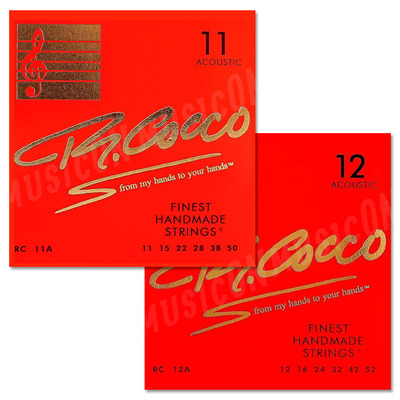 11
ACOUSTIC
R.Cocco
from my hands to your hands™
FINEST
HANDMADE
STRINGS®
RC 11A
11 15 22 28 38 50
12
ACOUSTIC
R.Cocco
from my hands to your hands™
FINEST
HANDMADE
STRINGS®
RC 12A
12 16 24 32 42 52